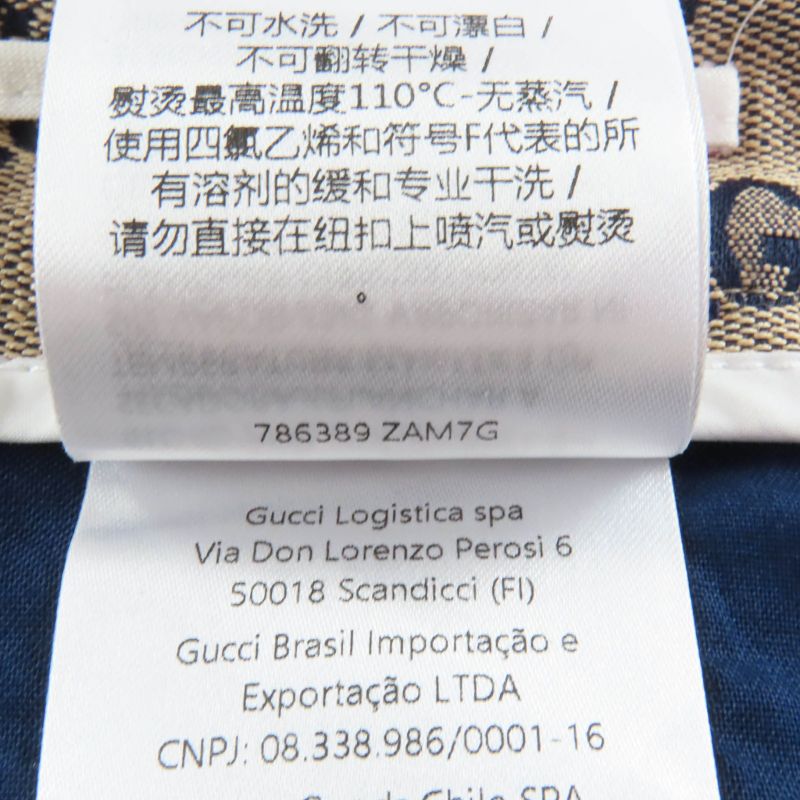 不可水洗 / 不可漂白 /
不可翻转干燥 /
熨烫最高温度110°C-无蒸汽 /
使用四氯乙烯和符号F代表的所
有溶剂的缓和专业干洗 /
请勿直接在纽扣上喷汽或熨烫
。
786389 ZAM7G
Gucci Logistica spa
Via Don Lorenzo Perosi 6
50018 Scandicci (FI)
Gucci Brasil Importação e
Exportação LTDA
CNPJ: 08.338.986/0001-16
Chile SPA